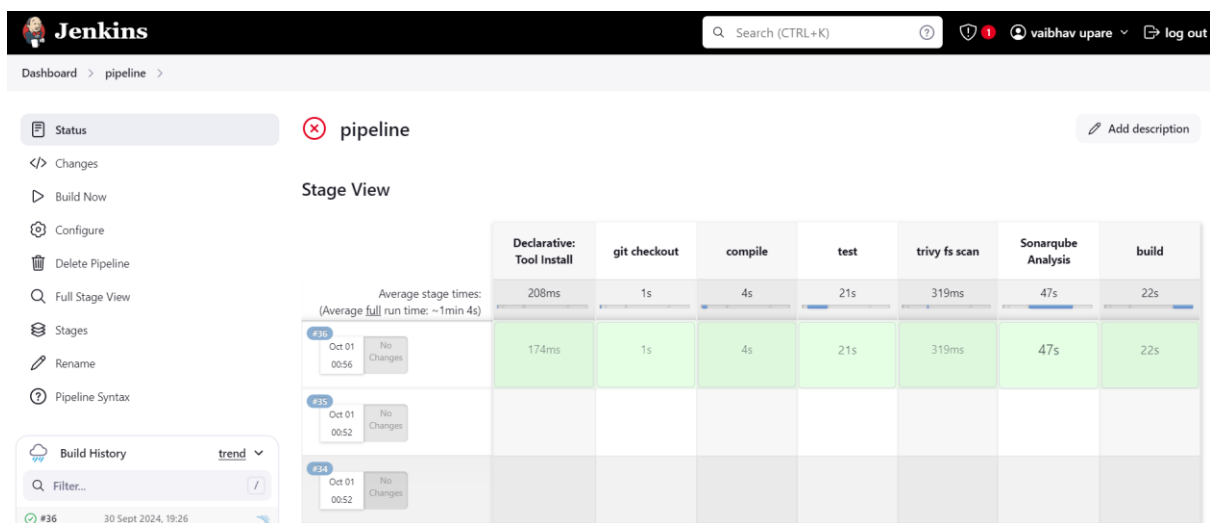 Jenkins
Search (CTRL+K)
1
vaibhav upare
log out
Dashboard > pipeline >
Status
Changes
Build Now
Configure
Delete Pipeline
Full Stage View
Stages
Rename
Pipeline Syntax
Build History
trend
Filter...
/
#36 30 Sept 2024, 19:26
pipeline
Add description
Stage View
Declarative:
Tool Install
git checkout
compile
test
trivy fs scan
Sonarqube
Analysis
build
Average stage times:
(Average full run time: ~1min 4s)
208ms 1s 4s 21s 319ms 47s 22s
#36
Oct 01
00:56
No
Changes
174ms 1s 4s 21s 319ms 47s 22s
#35
Oct 01
00:52
No
Changes
#34
Oct 01
00:52
No
Changes